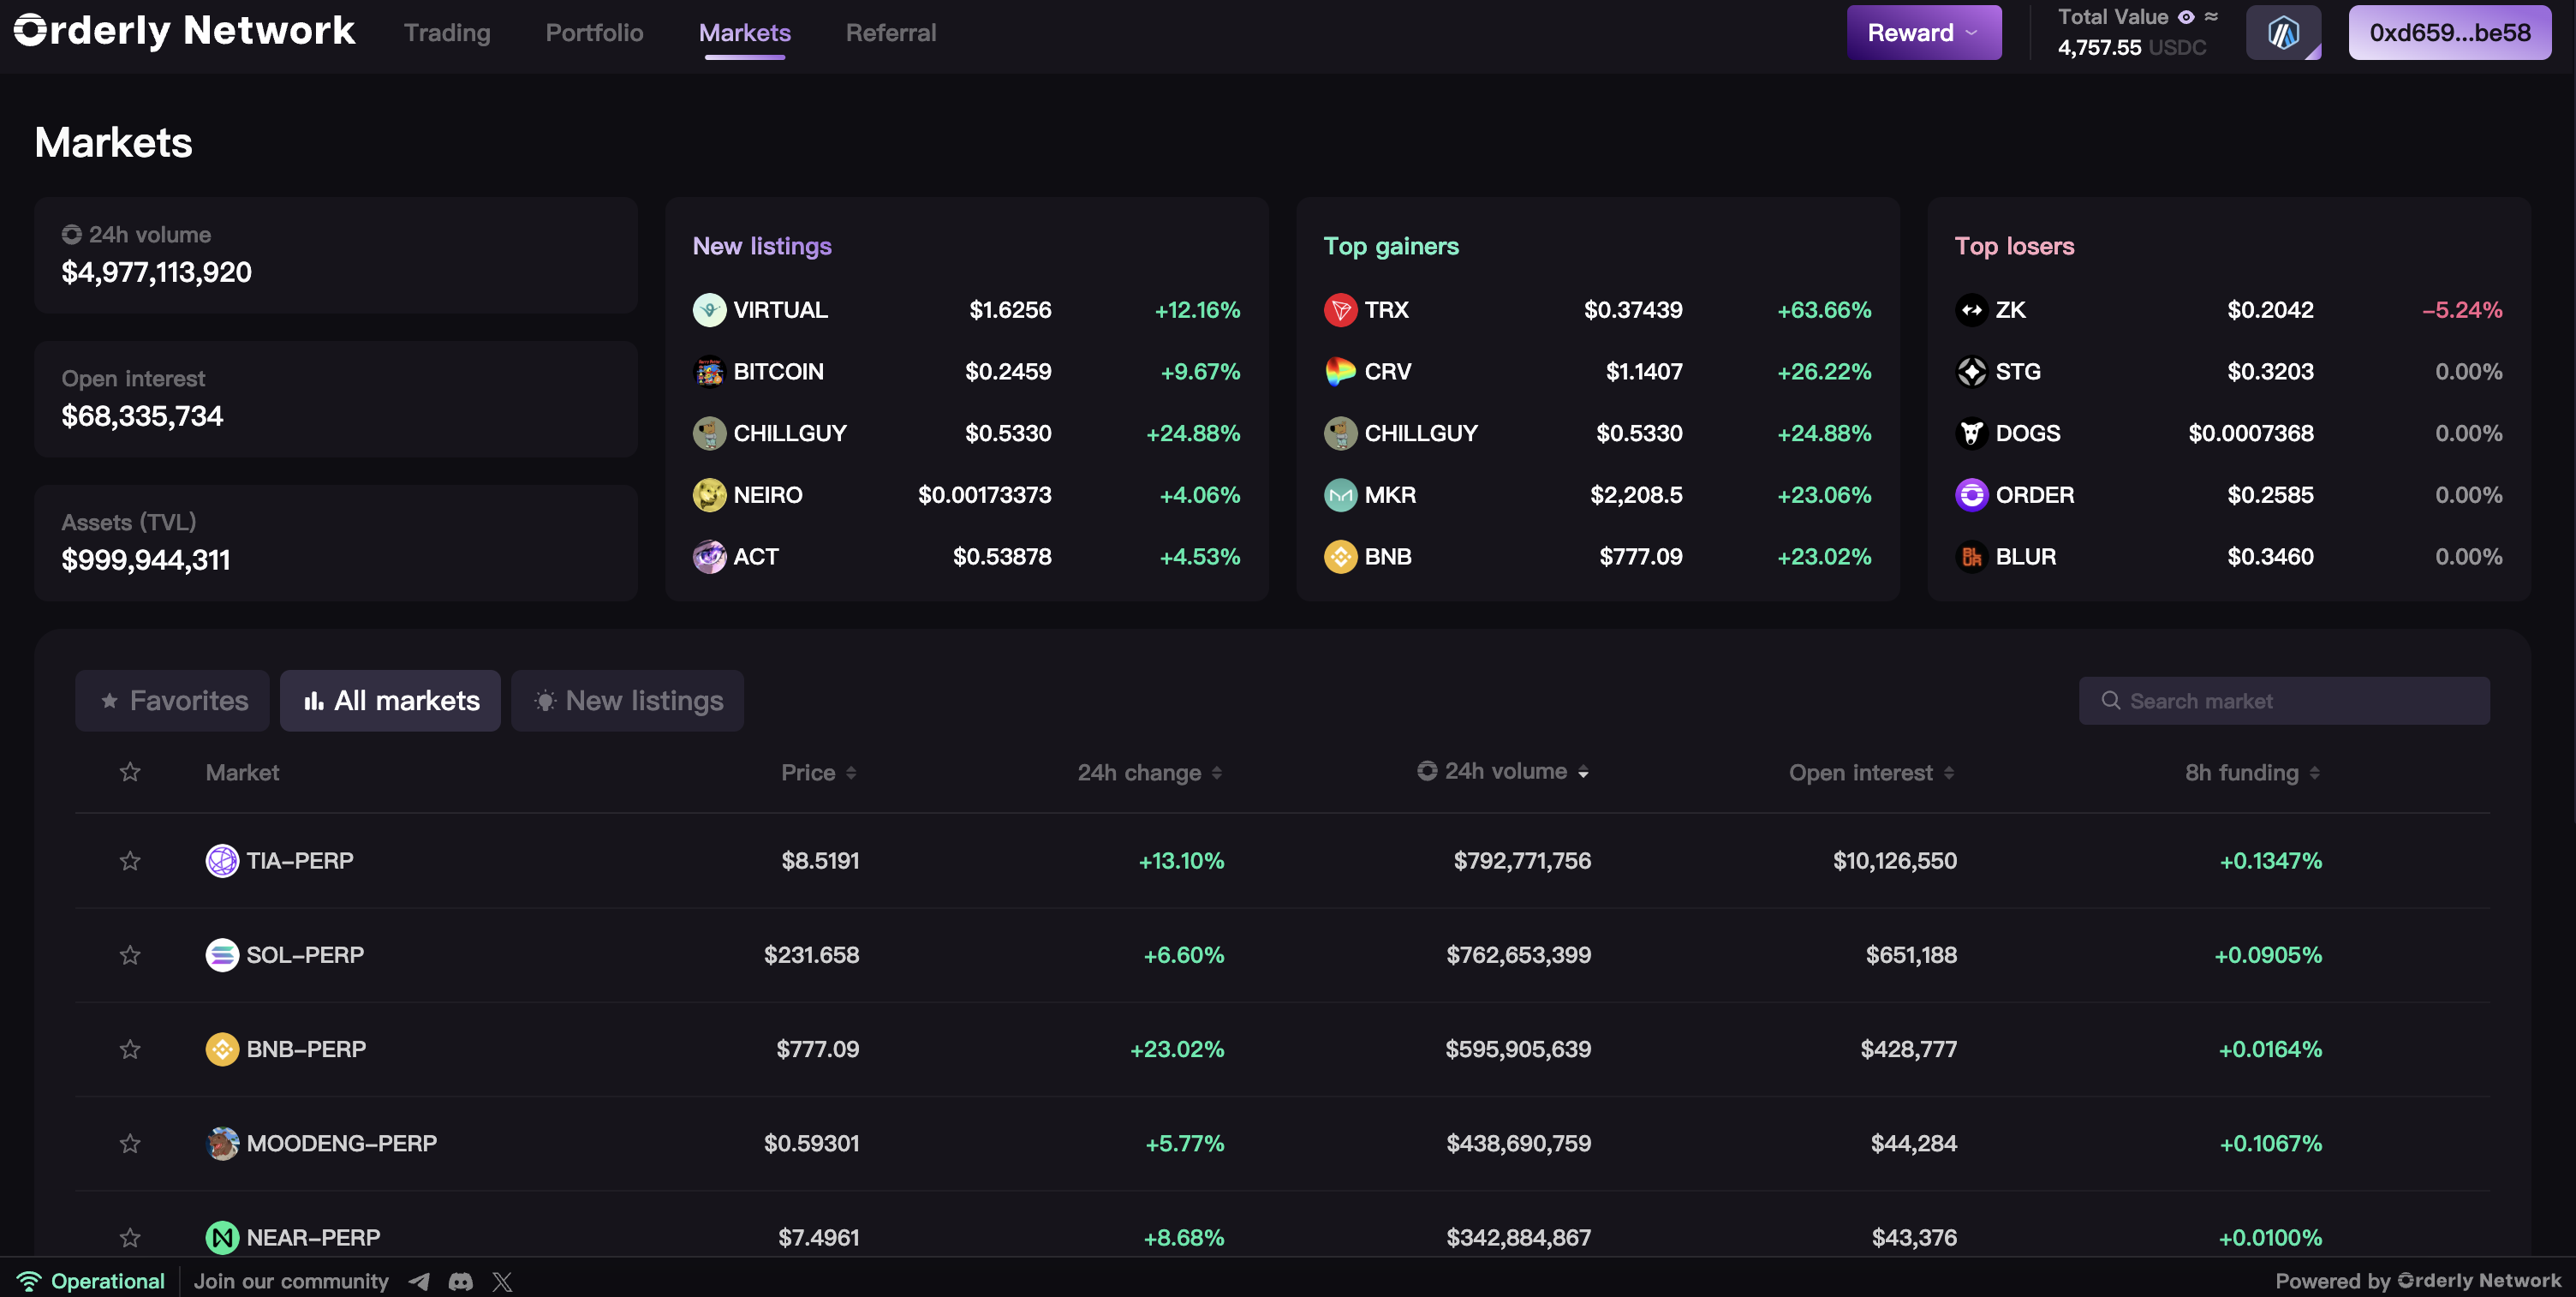 Orderly Network Trading Portfolio Markets Referral Reward Total Value ≈
4,757.55 USDC 0xd659...be58
Markets
24h volume
$4,977,113,920
Open interest
$68,335,734
Assets (TVL)
$999,944,311
New listings
VIRTUAL $1.6256 +12.16%
BITCOIN $0.2459 +9.67%
CHILLGUY $0.5330 +24.88%
NEIRO $0.00173373 +4.06%
ACT $0.53878 +4.53%
Top gainers
TRX $0.37439 +63.66%
CRV $1.1407 +26.22%
CHILLGUY $0.5330 +24.88%
MKR $2,208.5 +23.06%
BNB $777.09 +23.02%
Top losers
ZK $0.2042 -5.24%
STG $0.3203 0.00%
DOGS $0.0007368 0.00%
ORDER $0.2585 0.00%
BLUR $0.3460 0.00%
Favorites All markets New listings Search market
Market Price 24h change 24h volume Open interest 8h funding
TIA-PERP $8.5191 +13.10% $792,771,756 $10,126,550 +0.1347%
SOL-PERP $231.658 +6.60% $762,653,399 $651,188 +0.0905%
BNB-PERP $777.09 +23.02% $595,905,639 $428,777 +0.0164%
MOODENG-PERP $0.59301 +5.77% $438,690,759 $44,284 +0.1067%
NEAR-PERP $7.4961 +8.68% $342,884,867 $43,376 +0.0100%
Operational Join our community Powered by Orderly Network